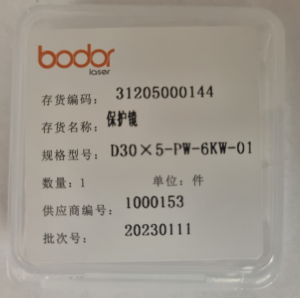 bodor
laser
存货编码：31205000144
存货名称：保护镜
规格型号：D30×5-PW-6KW-01
数量：1 单位：件
供应商编号：1000153
批次号：20230111